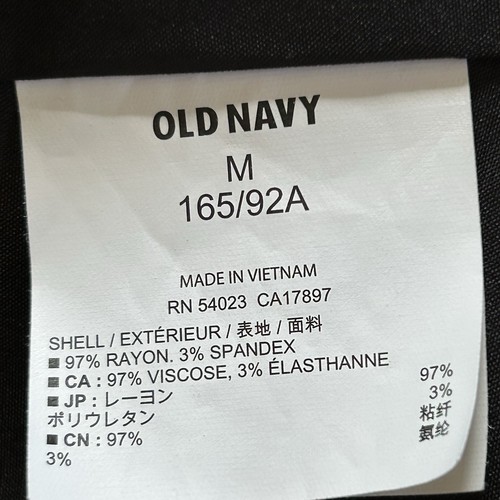 OLD NAVY
M
165/92A
MADE IN VIETNAM
RN 54023 CA17897
SHELL / EXTÉRIEUR / 表地 / 面料
■ 97% RAYON. 3% SPANDEX
■ CA : 97% VISCOSE, 3% ÉLASTHANNE
■ JP : レーヨン 97%
ポリウレタン 3%
■ CN : 97% 粘纤
3% 氨纶